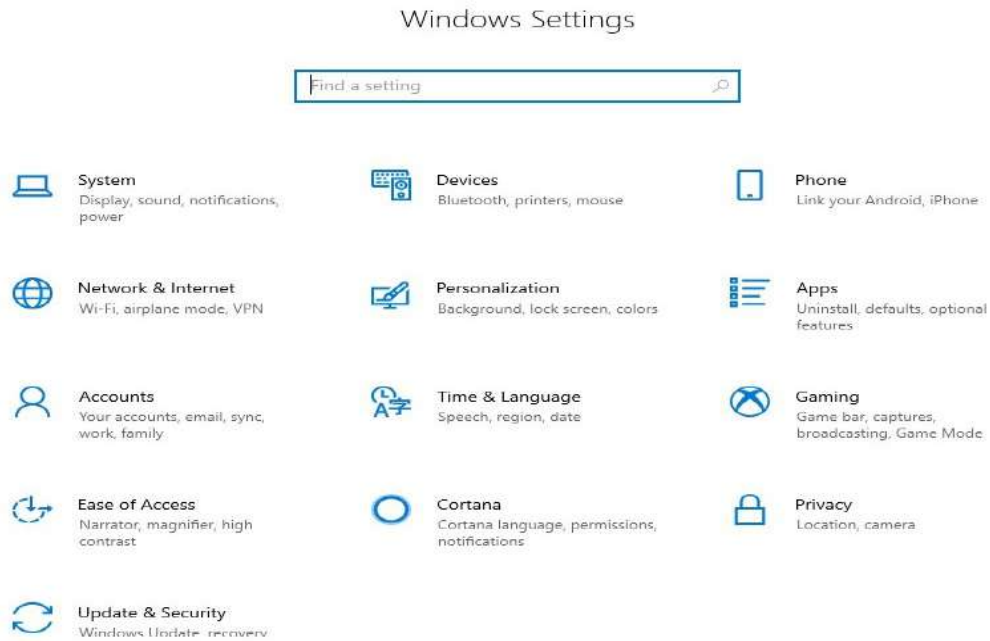 Windows Settings
Find a setting
System
Display, sound, notifications,
power
Devices
Bluetooth, printers, mouse
Phone
Link your Android, iPhone
Network & Internet
Wi-Fi, airplane mode, VPN
Personalization
Background, lock screen, colors
Apps
Uninstall, defaults, optional
features
Accounts
Your accounts, email, sync,
work, family
Time & Language
Speech, region, date
Gaming
Game bar, captures,
broadcasting, Game Mode
Ease of Access
Narrator, magnifier, high
contrast
Cortana
Cortana language, permissions,
notifications
Privacy
Location, camera
Update & Security
Windows Update, recovery